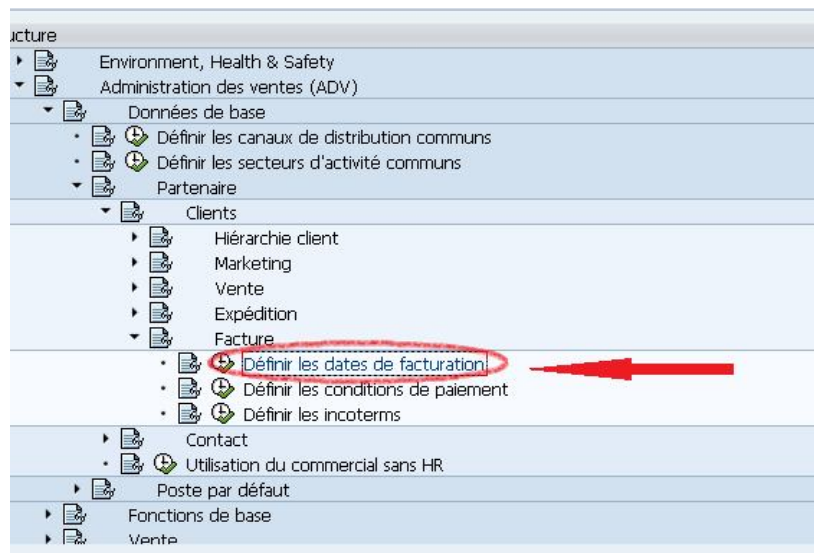 ucture
Environment, Health & Safety
Administration des ventes (ADV)
Données de base
Définir les canaux de distribution communs
Définir les secteurs d'activité communs
Partenaire
Clients
Hiérarchie client
Marketing
Vente
Expédition
Facture
Définir les dates de facturation
Définir les conditions de paiement
Définir les incoterms
Contact
Utilisation du commercial sans HR
Poste par défaut
Fonctions de base
Vente